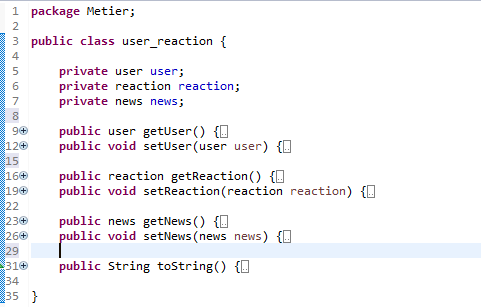 1 package Metier;
2
3 public class user_reaction {
4
5 private user user;
6 private reaction reaction;
7 private news news;
8
9 public user getUser() {..
12 public void setUser(user user) {..
15
16 public reaction getReaction() {..
19 public void setReaction(reaction reaction) {..
22
23 public news getNews() {..
26 public void setNews(news news) {..
29
31 public String toString() {..
34
35 }